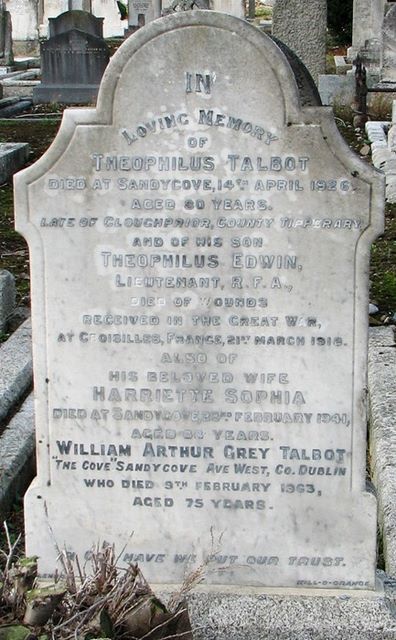 IN
LOVING MEMORY
OF
THEOPHILUS TALBOT
DIED AT SANDYCOVE, 14TH APRIL 1926.
AGED 80 YEARS.
LATE OF CLOUGHPRIOR, COUNTY TIPPERARY
AND OF HIS SON
THEOPHILUS EDWIN,
LIEUTENANT, R.F.A.,
DIED OF WOUNDS
RECEIVED IN THE GREAT WAR,
AT CROISILLES, FRANCE, 21ST MARCH 1918.
ALSO OF
HIS BELOVED WIFE
HARRIETTE SOPHIA
DIED AT SANDYCOVE, FEBRUARY 1941,
AGED YEARS.
WILLIAM ARTHUR GREY TALBOT
"THE COVE" SANDYCOVE AVE WEST, CO. DUBLIN
WHO DIED 9TH FEBRUARY 1963,
AGED 75 YEARS.
HAVE WE PUT OUR TRUST.
KILL-O-GRANGE